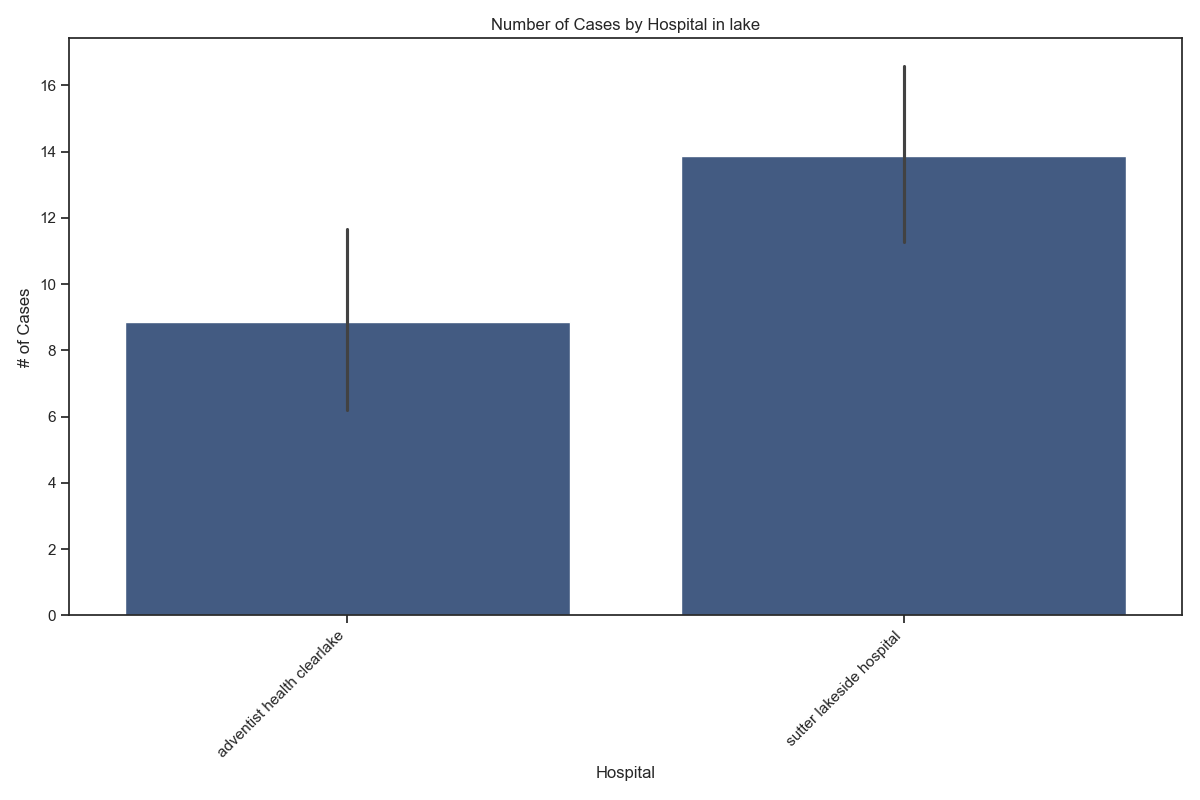 Number of Cases by Hospital in lake
# of Cases
16
14
12
10
8
6
4
2
0
adventist health clearlake
sutter lakeside hospital
Hospital